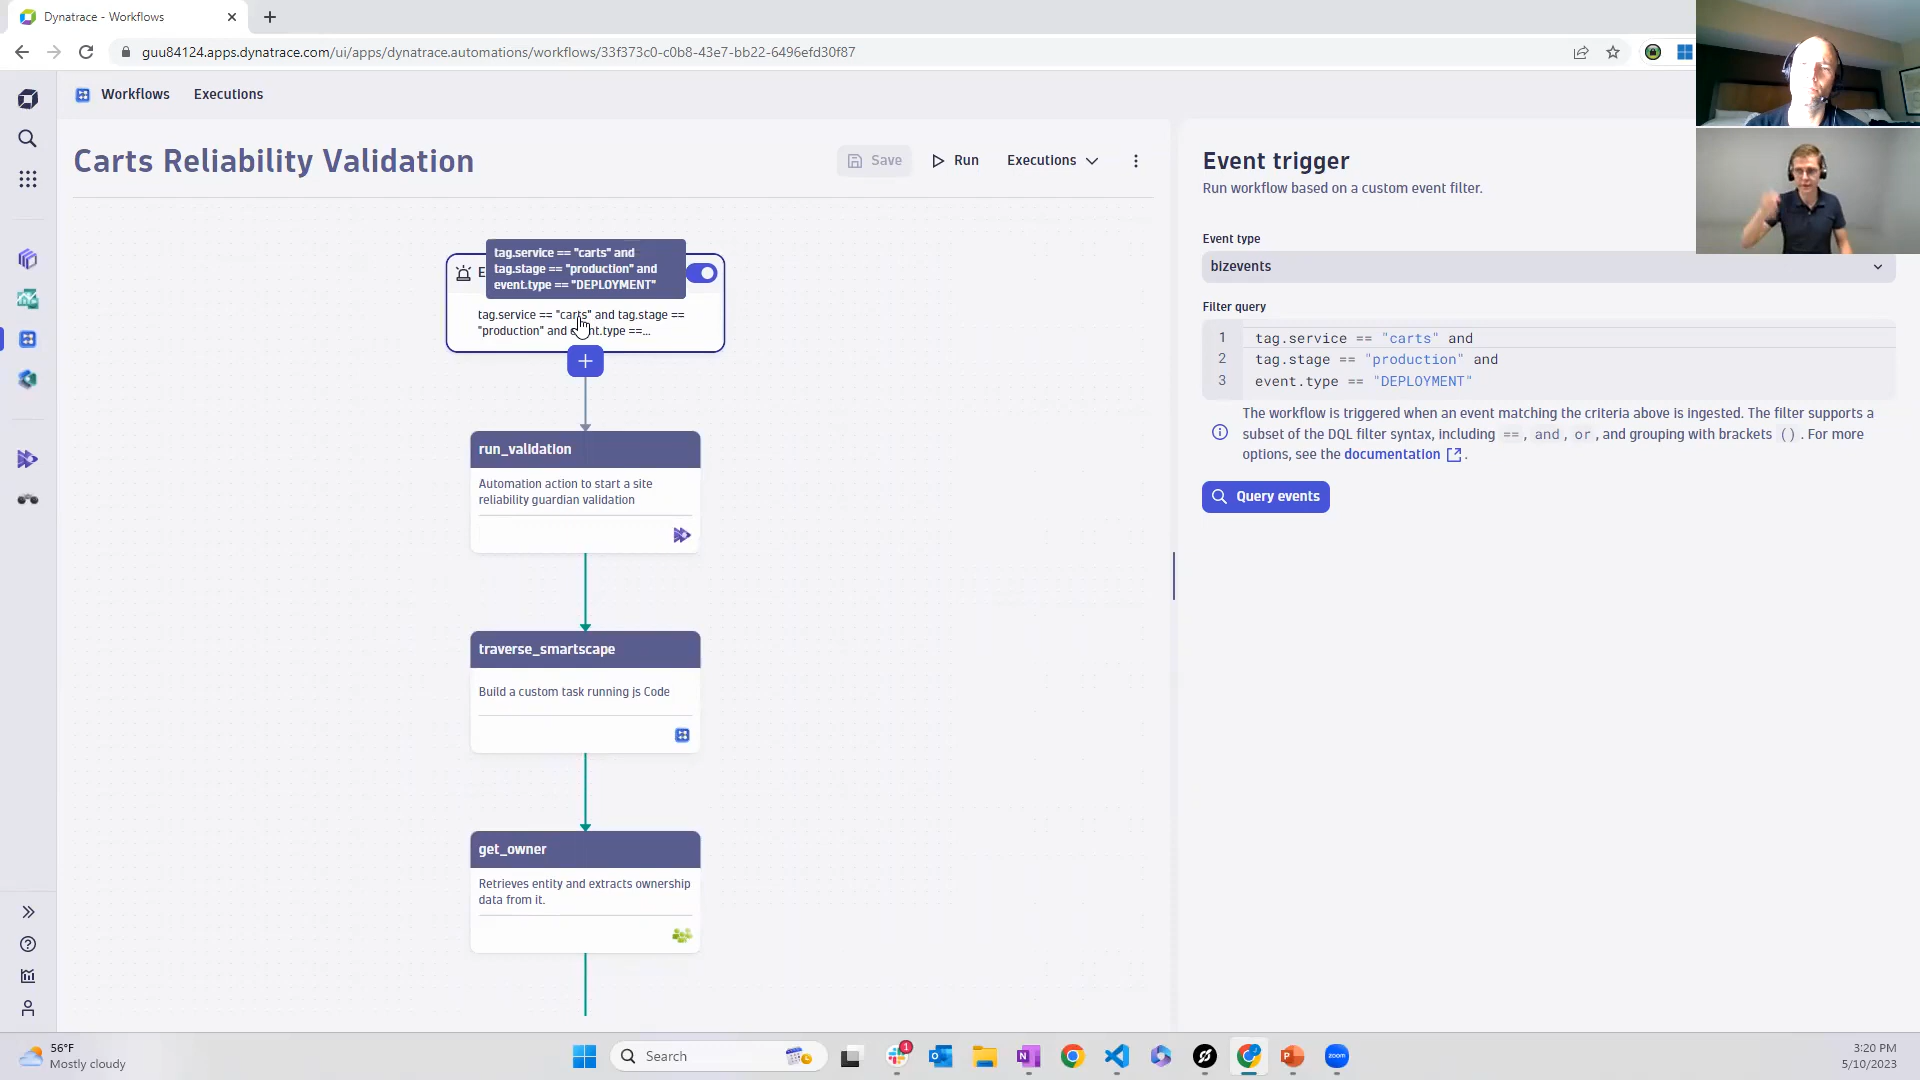 Dynatrace - Workflows
guu84124.apps.dynatrace.com/ui/apps/dynatrace.automations/workflows/33f373c0-c0b8-43e7-bb22-6496efd30f87
Workflows
Executions
Carts Reliability Validation
Save
Run
Executions
E
tag.service == "carts" and
tag.stage == "production" and
event.type == "DEPLOYMENT"
tag.service == "carts" and tag.stage ==
"production" and event.type ==...
run_validation
Automation action to start a site
reliability guardian validation
traverse_smartscape
Build a custom task running js Code
get_owner
Retrieves entity and extracts ownership
data from it.
Event trigger
Run workflow based on a custom event filter.
Event type
bizevents
Filter query
1 tag.service == "carts" and
2 tag.stage == "production" and
3 event.type == "DEPLOYMENT"
The workflow is triggered when an event matching the criteria above is ingested. The filter supports a
subset of the DQL filter syntax, including ==, and, or, and grouping with brackets (). For more
options, see the documentation.
Query events
56°F
Mostly cloudy
Search
1
zoom
3:20 PM
5/10/2023